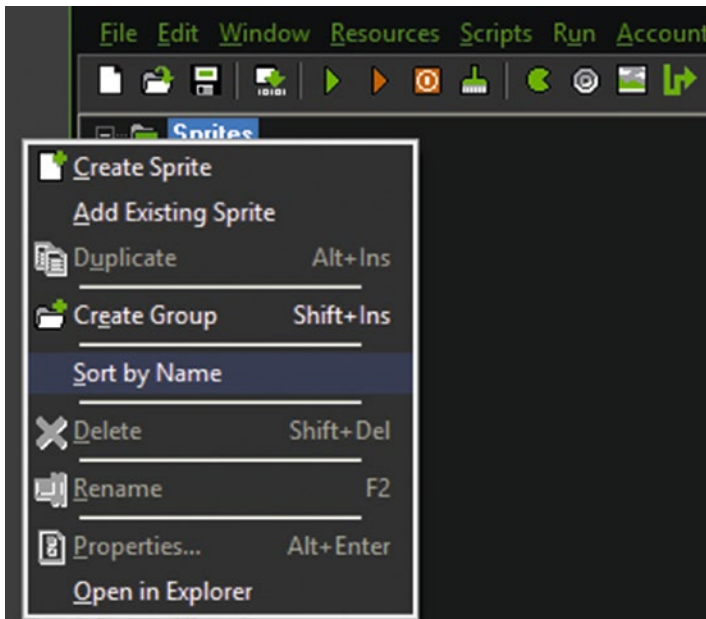 File Edit Window Resources Scripts Run Account
Sprites
Create Sprite
Add Existing Sprite
Duplicate Alt+Ins
Create Group Shift+Ins
Sort by Name
Delete Shift+Del
Rename F2
Properties... Alt+Enter
Open in Explorer